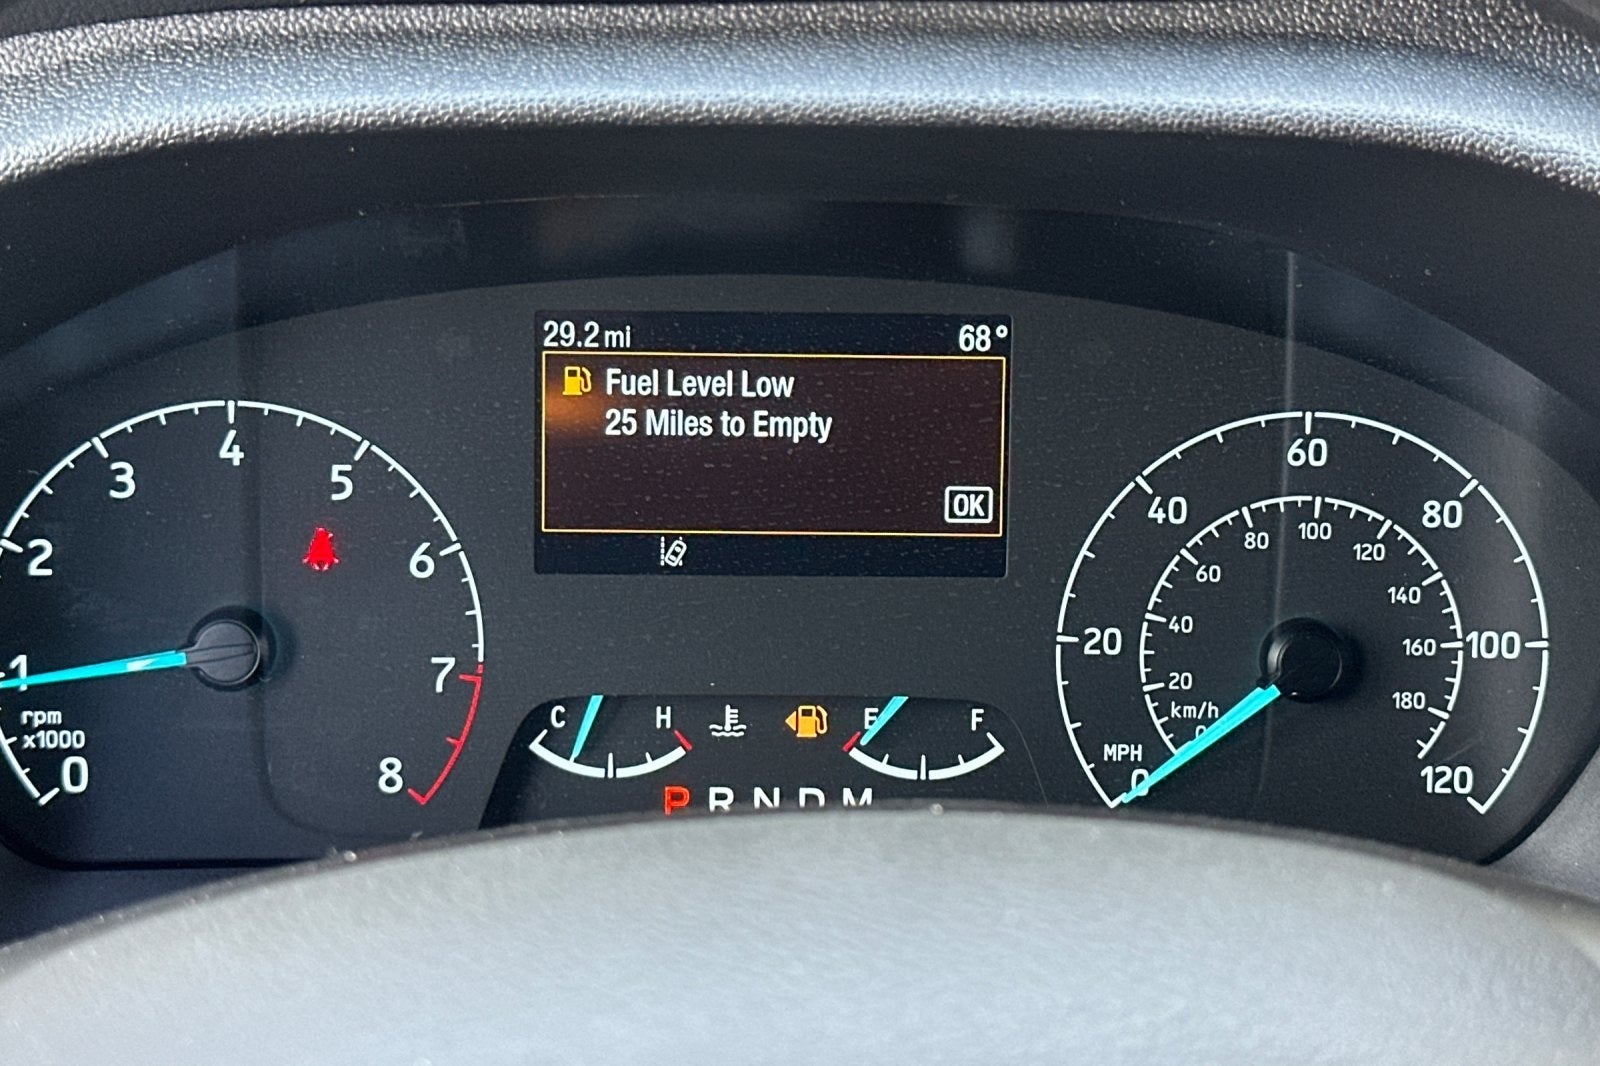 29.2 mi 68°
Fuel Level Low
25 Miles to Empty
OK
0 1 2 3 4 5 6 7 8
rpm
x1000
C H
E F
P R N D M
0 20 40 60 80 100 120
MPH
0 20 40 60 80 100 120 140 160 180
km/h